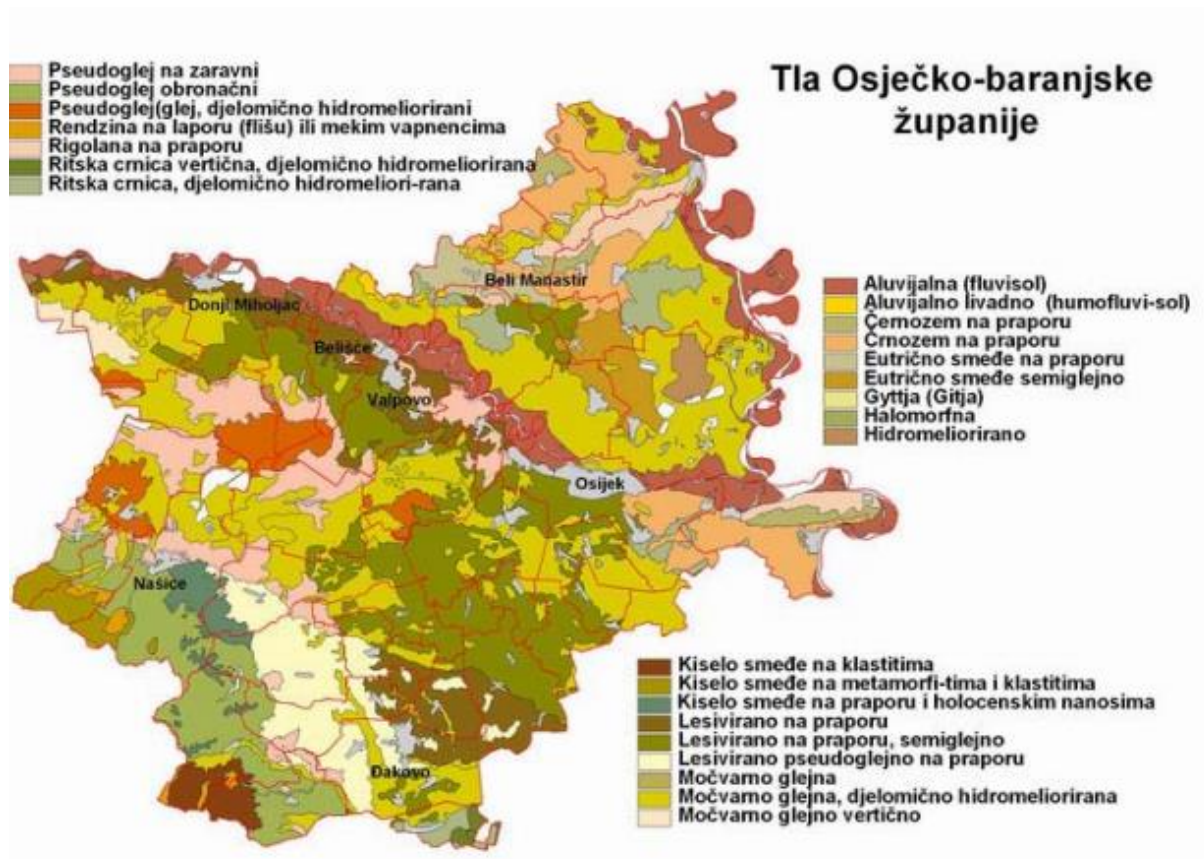 Tla Osječko-baranjske
županije
Pseudoglej na zaravni
Pseudoglej obronačni
Pseudoglej(glej, djelomično hidromeliorirani
Rendzina na laporu (flišu) ili mekim vapnencima
Rigolana na praporu
Ritska crnica vertična, djelomično hidromeliorirana
Ritska crnica, djelomično hidromeliori-rana
Beli Manastir
Donji Miholjac
Belišće
Valpovo
Osijek
Našice
Đakovo
Aluvijalna (fluvisol)
Aluvijalno livadno (humofluvi-sol)
Černozem na praporu
Črnozem na praporu
Eutrično smeđe na praporu
Eutrično smeđe semiglejno
Gyttja (Gitja)
Halomorfna
Hidromeliorirano
Kiselo smeđe na klastitima
Kiselo smeđe na metamorfi-tima i klastitima
Kiselo smeđe na praporu i holocenskim nanosima
Lesivirano na praporu
Lesivirano na praporu, semiglejno
Lesivirano pseudoglejno na praporu
Močvarno glejna
Močvarno glejna, djelomično hidromeliorirana
Močvarno glejno vertično